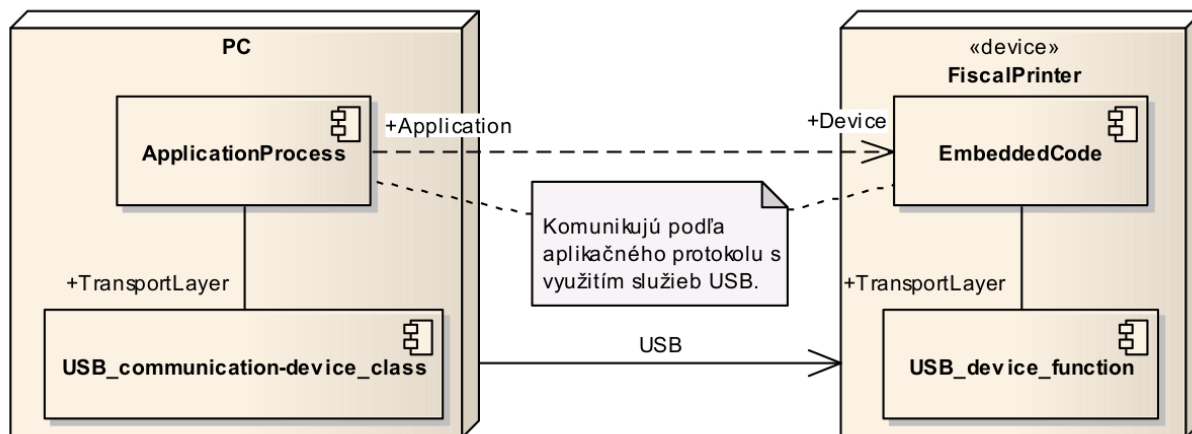 PC
«device»
FiscalPrinter
+Application
+Device
ApplicationProcess
EmbeddedCode
Komunikujú podľa
aplikačného protokolu s
využitím služieb USB.
+TransportLayer
+TransportLayer
USB
USB_communication-device_class
USB_device_function